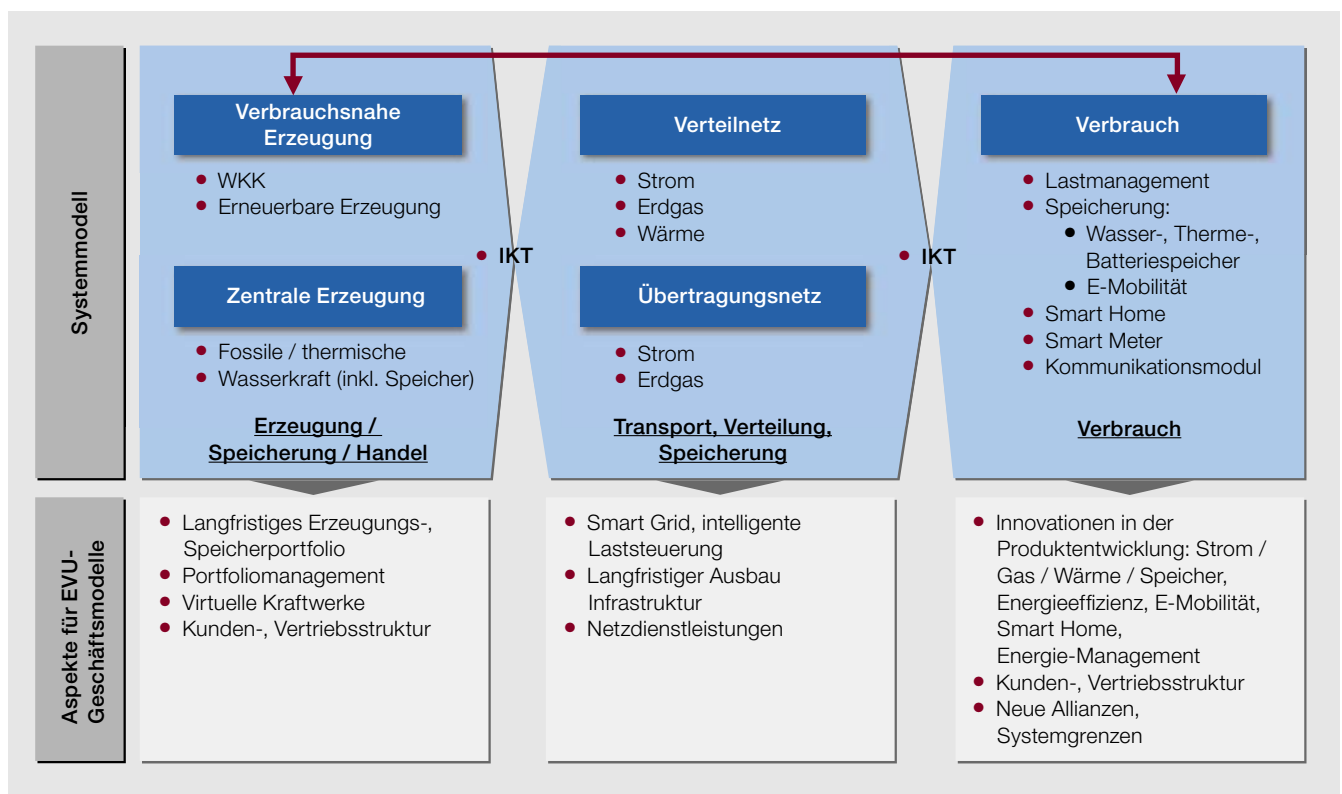 Systemmodell
Verbrauchsnahe
Erzeugung
• WKK
• Erneuerbare Erzeugung
Zentrale Erzeugung
• Fossile / thermische
• Wasserkraft (inkl. Speicher)
Erzeugung /
Speicherung / Handel
• IKT
Verteilnetz
• Strom
• Erdgas
• Wärme
Übertragungsnetz
• Strom
• Erdgas
Transport, Verteilung,
Speicherung
• IKT
Verbrauch
• Lastmanagement
• Speicherung:
• Wasser-, Therme-,
Batteriespeicher
• E-Mobilität
• Smart Home
• Smart Meter
• Kommunikationsmodul
Verbrauch
Aspekte für EVU-
Geschäftsmodelle
• Langfristiges Erzeugungs-,
Speicherportfolio
• Portfoliomanagement
• Virtuelle Kraftwerke
• Kunden-, Vertriebsstruktur
• Smart Grid, intelligente
Laststeuerung
• Langfristiger Ausbau
Infrastruktur
• Netzdienstleistungen
• Innovationen in der
Produktentwicklung: Strom /
Gas / Wärme / Speicher,
Energieeffizienz, E-Mobilität,
Smart Home,
Energie-Management
• Kunden-, Vertriebsstruktur
• Neue Allianzen,
Systemgrenzen